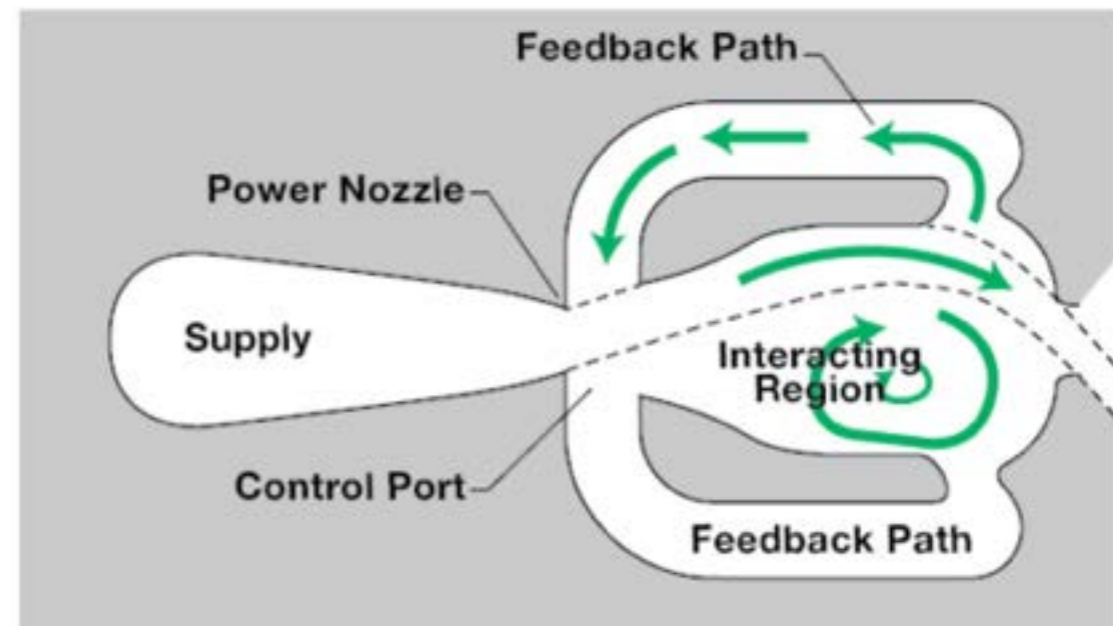 Feedback Path
Power Nozzle
Supply
Interacting
Region
Control Port
Feedback Path